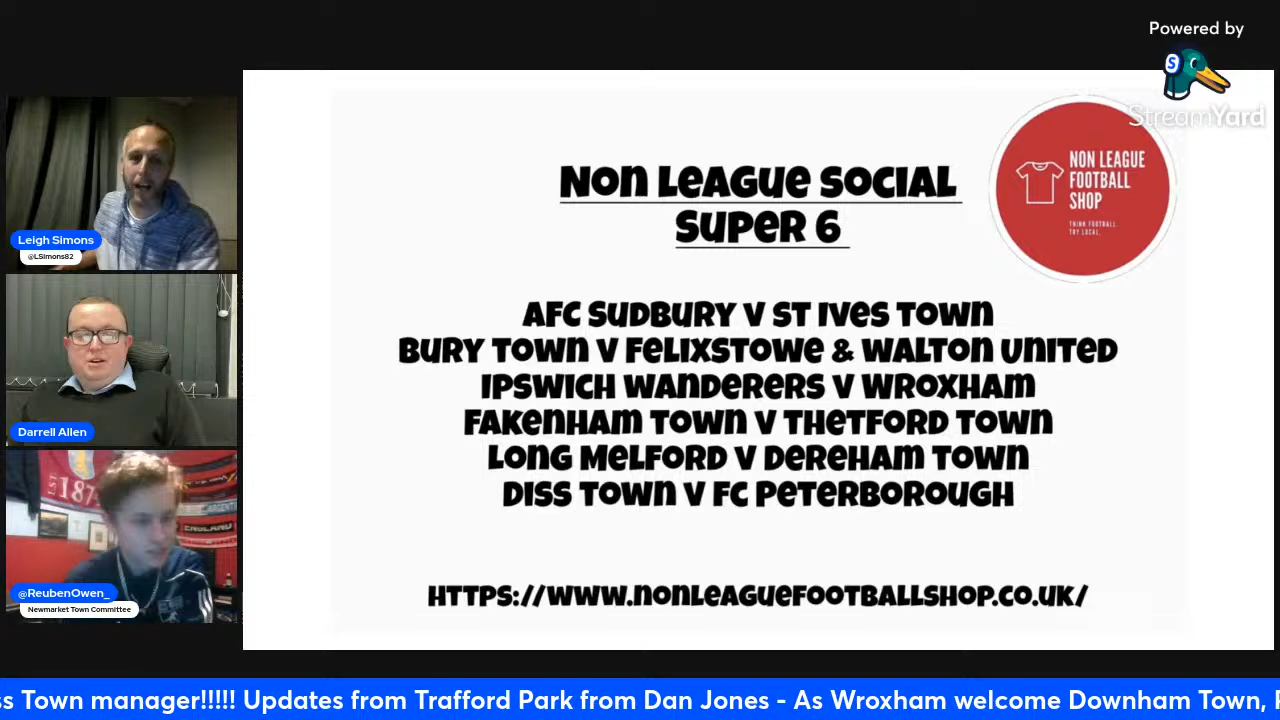 Powered by
StreamYard
Leigh Simons
@LSimons82
Darrell Allen
187
ENGLAND
@ReubenOwen_
Newmarket Town Committee
NON LEAGUE SOCIAL
SUPER 6
NON LEAGUE
FOOTBALL
SHOP
THINK FOOTBALL.
TRY LOCAL.
AFC SUDBURY V ST IVES TOWN
BURY TOWN V FELIXSTOWE & WALTON UNITED
IPSWICH WANDERERS V WROXHAM
FAKENHAM TOWN V THETFORD TOWN
LONG MELFORD V DEREHAM TOWN
DISS TOWN V FC PETERBOROUGH
HTTPS://WWW.NONLEAGUEFOOTBALLSHOP.CO.UK/
ss Town manager!!!!! Updates from Trafford Park from Dan Jones - As Wroxham welcome Downham Town,